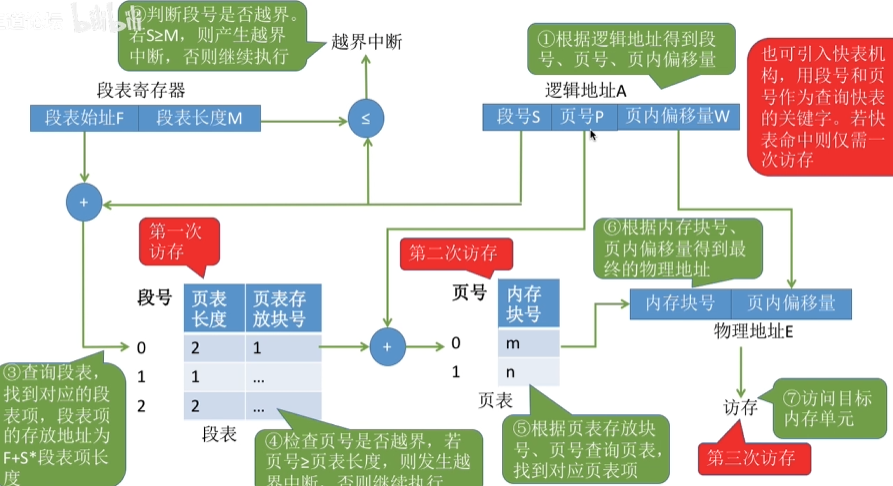 bilibili
②判断段号是否越界。
若S≥M，则产生越界
中断，否则继续执行
越界中断
①根据逻辑地址得到段
号、页号、页内偏移量
也可引入快表机
构，用段号和页
号作为查询快表
的关键字。若快
表命中则仅需一
次访存
段表寄存器
段表始址F 段表长度M
≤
逻辑地址A
段号S 页号P 页内偏移量W
+
第一次
访存
第二次访存
⑥根据内存块号、
页内偏移量得到最
终的物理地址
段号 页表
长度 页表存
放块号
0 2 1
1 1 ...
2 2 ...
段表
+
页号 内存
块号
0 m
1 n
页表
内存块号 页内偏移量
物理地址E
③查询段表，
找到对应的段
表项，段表项
的存放地址为
F+S*段表项长
度
④检查页号是否越界，若
页号≥页表长度，则发生越
界中断，否则继续执行
⑤根据页表存放块
号、页号查询页表，
找到对应页表项
访存
⑦访问目标
内存单元
第三次访存